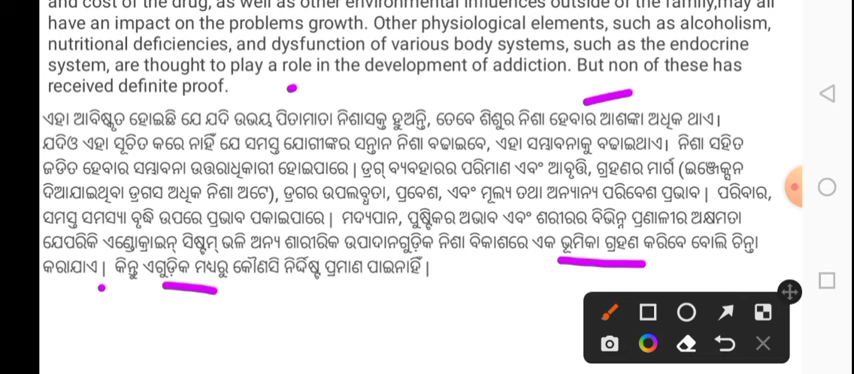 and cost of the drug, as well as other environmental influences outside of the family,may all
have an impact on the problems growth. Other physiological elements, such as alcoholism,
nutritional deficiencies, and dysfunction of various body systems, such as the endocrine
system, are thought to play a role in the development of addiction. But non of these has
received definite proof.
ଏହା ଆବିଷ୍କୃତ ହୋଇଛି ଯେ ଯଦି ଉଭୟ ପିତାମାତା ନିଶାସକ୍ତ ହୁଅନ୍ତି, ତେବେ ଶିଶୁର ନିଶା ହେବାର ଆଶଙ୍କା ଅଧିକ ଥାଏ।
ଯଦିଓ ଏହା ସୂଚିତ କରେ ନାହିଁ ଯେ ସମସ୍ତ ଯୋଗୀଙ୍କର ସନ୍ତାନ ନିଶା ବଢାଇବେ, ଏହା ସମ୍ଭାବନାକୁ ବଢାଇଥାଏ। ନିଶା ସହିତ
ଜଡିତ ହେବାର ସମ୍ଭାବନା ଉତ୍ତରାଧିକାରୀ ହୋଇପାରେ | ଡ୍ରଗ୍ ବ୍ୟବହାରର ପରିମାଣ ଏବଂ ଆବୃତ୍ତି, ଗ୍ରହଣର ମାର୍ଗ (ଇଞ୍ଜେକ୍ସନ
ଦିଆଯାଇଥିବା ଡ୍ରଗସ ଅଧିକ ନିଶା ଅଟେ), ଡ୍ରଗର ଉପଲବ୍ଧତା, ପ୍ରବେଶ, ଏବଂ ମୂଲ୍ୟ ତଥା ଅନ୍ୟାନ୍ୟ ପରିବେଶ ପ୍ରଭାବ | ପରିବାର,
ସମସ୍ତ ସମସ୍ୟା ବୃଦ୍ଧି ଉପରେ ପ୍ରଭାବ ପକାଇପାରେ | ମଦ୍ୟପାନ, ପୁଷ୍ଟିକର ଅଭାବ ଏବଂ ଶରୀରର ବିଭିନ୍ନ ପ୍ରଣାଳୀର ଅକ୍ଷମତା
ଯେପରିକି ଏଣ୍ଡୋକ୍ରାଇନ୍ ସିଷ୍ଟମ୍ ଭଳି ଅନ୍ୟ ଶାରୀରିକ ଉପାଦାନଗୁଡ଼ିକ ନିଶା ବିକାଶରେ ଏକ ଭୂମିକା ଗ୍ରହଣ କରିବେ ବୋଲି ଚିନ୍ତା
କରାଯାଏ | କିନ୍ତୁ ଏଗୁଡ଼ିକ ମଧ୍ୟରୁ କୌଣସି ନିର୍ଦ୍ଦିଷ୍ଟ ପ୍ରମାଣ ପାଇନାହିଁ |